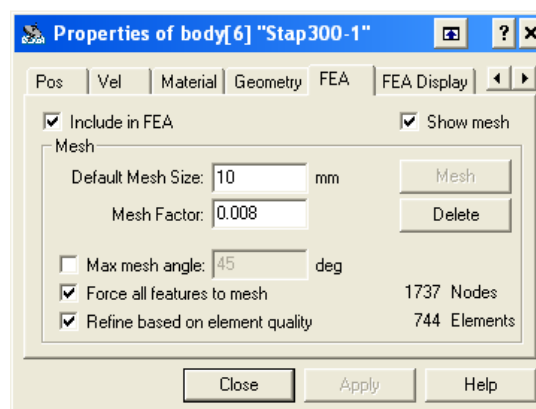 Properties of body[6] "Stap300-1"
Pos Vel Material Geometry FEA FEA Display
Include in FEA Show mesh
Mesh
Default Mesh Size: 10 mm Mesh
Mesh Factor: 0.008 Delete
Max mesh angle: 45 deg
Force all features to mesh 1737 Nodes
Refine based on element quality 744 Elements
Close Apply Help